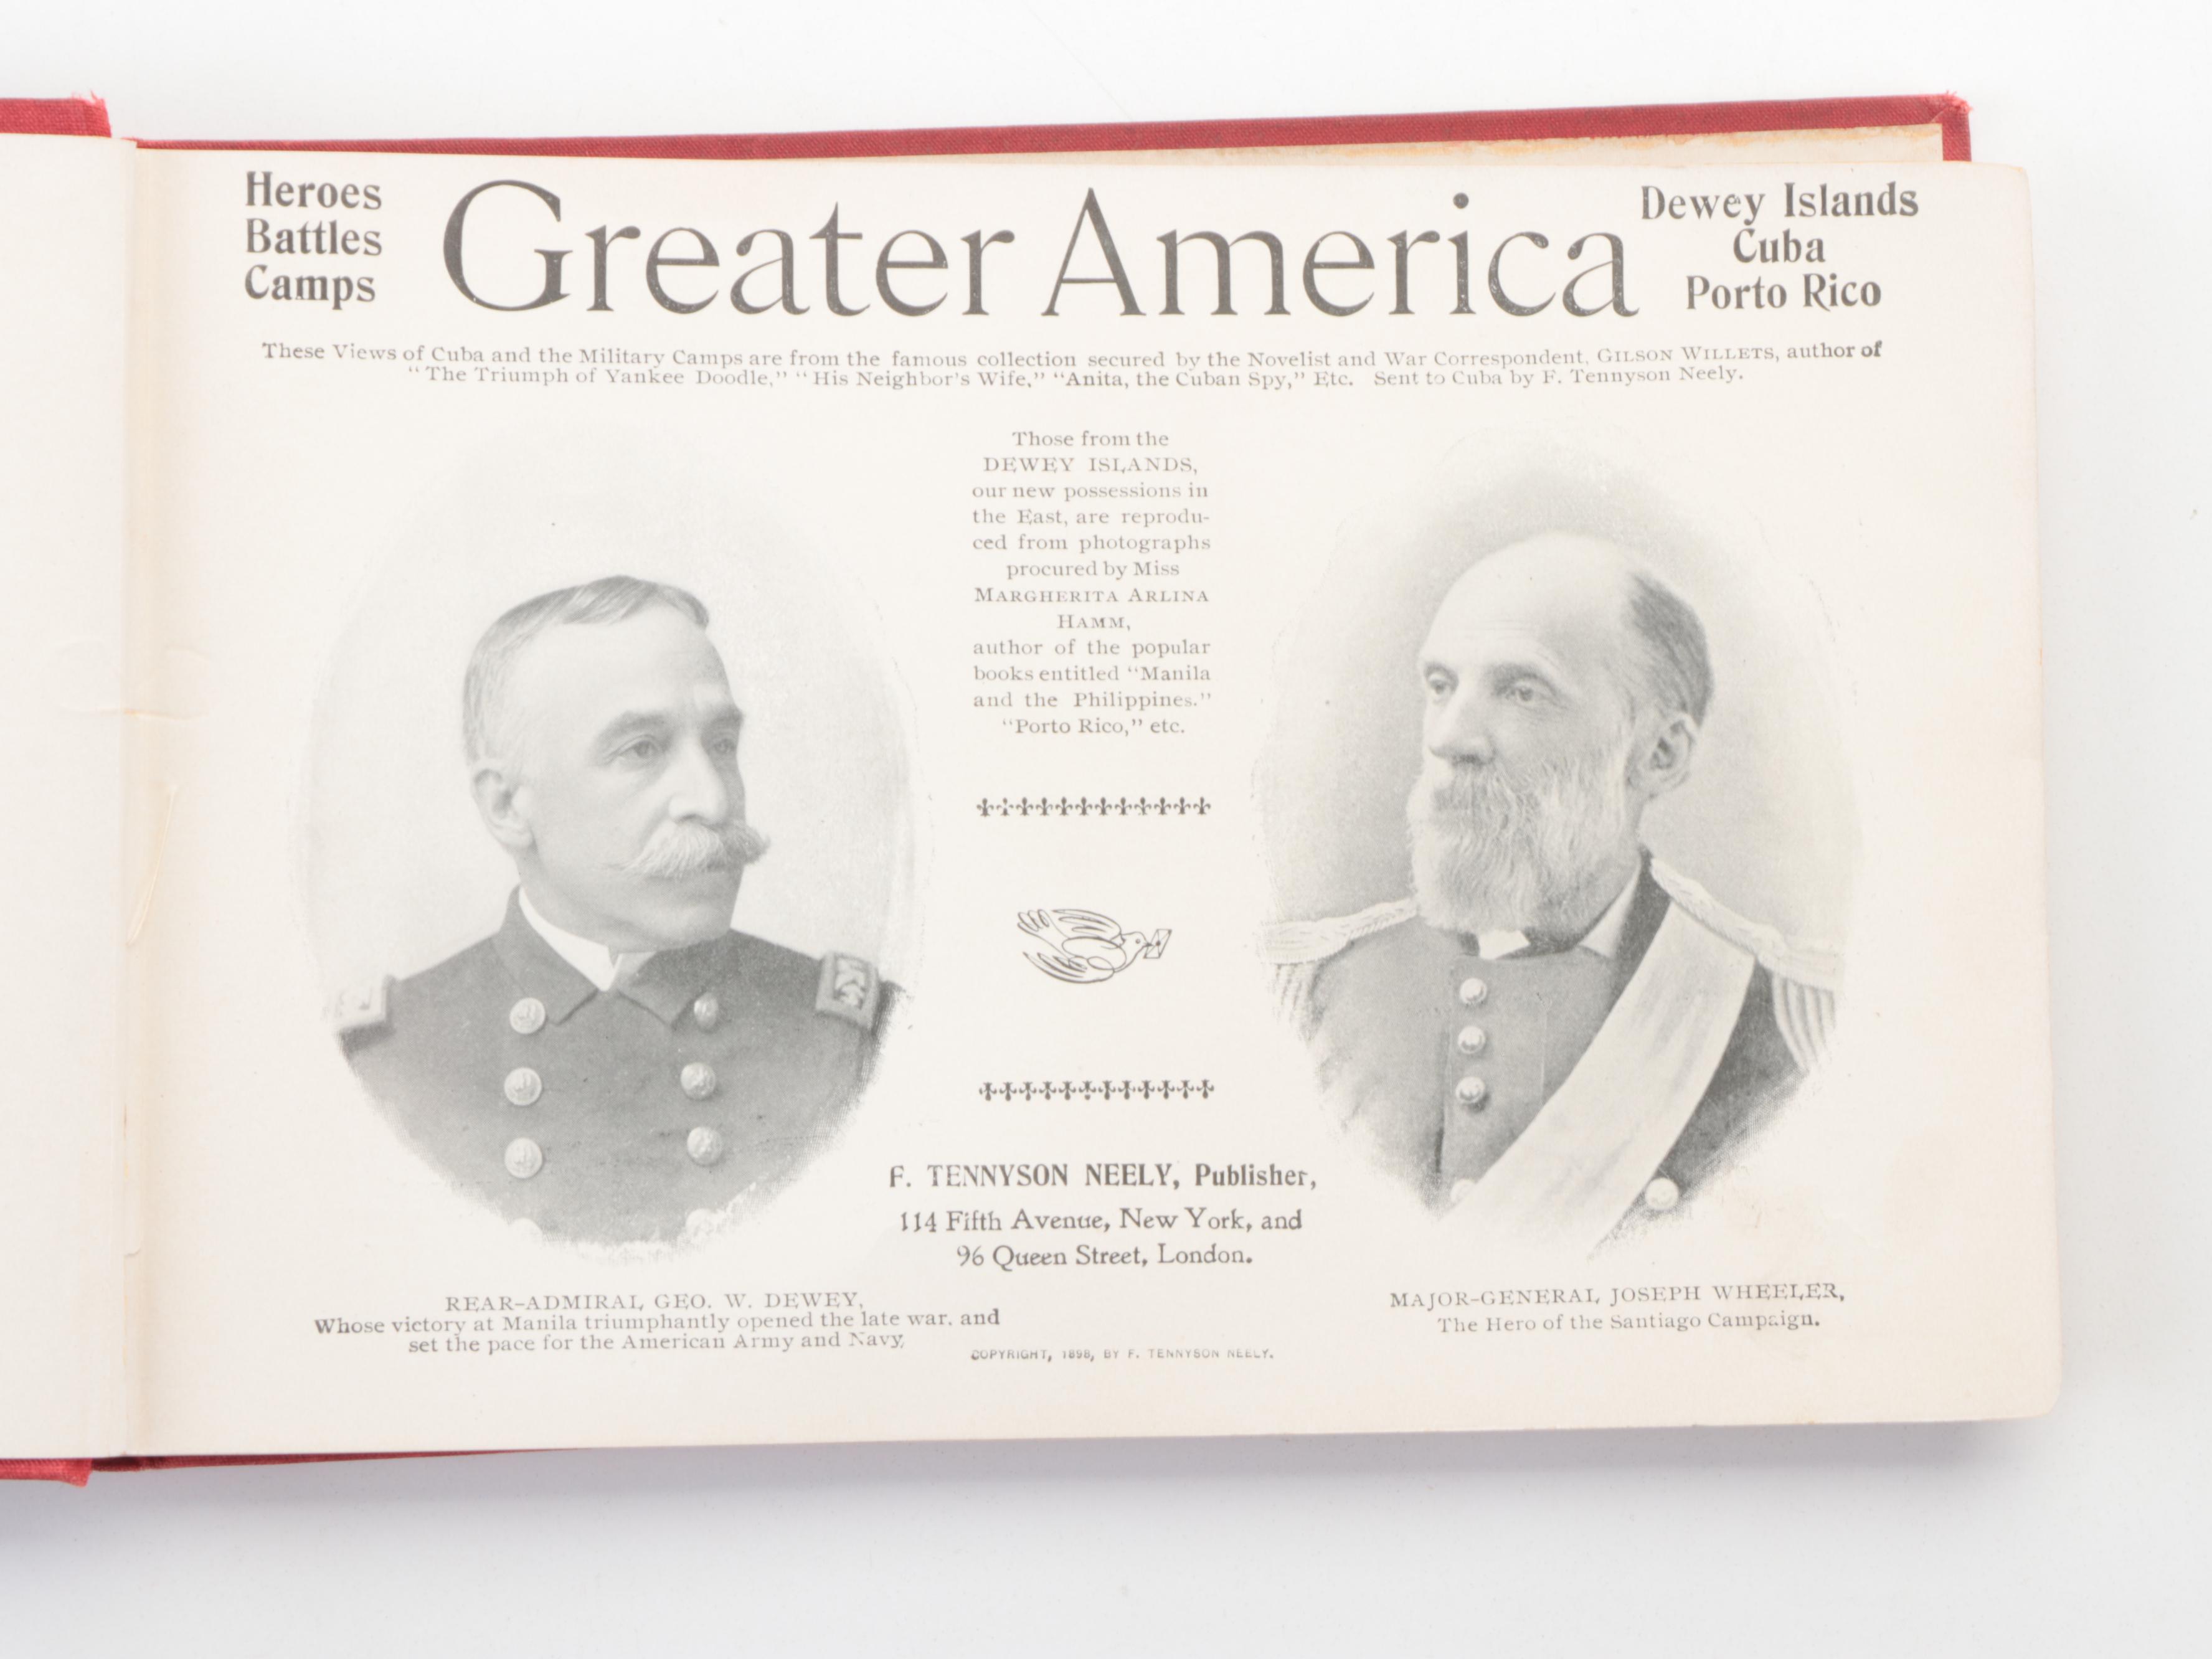 Heroes
Battles
Camps
Greater America
Dewey Islands
Cuba
Porto Rico
These Views of Cuba and the Military Camps are from the famous collection secured by the Novelist and War Correspondent, GILSON WILLETS, author of
“The Triumph of Yankee Doodle,” “His Neighbor's Wife,” “Anita, the Cuban Spy,” Etc. Sent to Cuba by F. Tennyson Neely.
Those from the
DEWEY ISLANDS,
our new possessions in
the East, are reprodu-
ced from photographs
procured by Miss
MARGHERITA ARLINA
HAMM,
author of the popular
books entitled “Manila
and the Philippines.”
“Porto Rico,” etc.
F. TENNYSON NEELY, Publisher,
114 Fifth Avenue, New York, and
96 Queen Street, London.
REAR-ADMIRAL GEO. W. DEWEY,
Whose victory at Manila triumphantly opened the late war, and
set the pace for the American Army and Navy,
COPYRIGHT, 1898, BY F. TENNYSON NEELY.
MAJOR-GENERAL JOSEPH WHEELER,
The Hero of the Santiago Campaign.